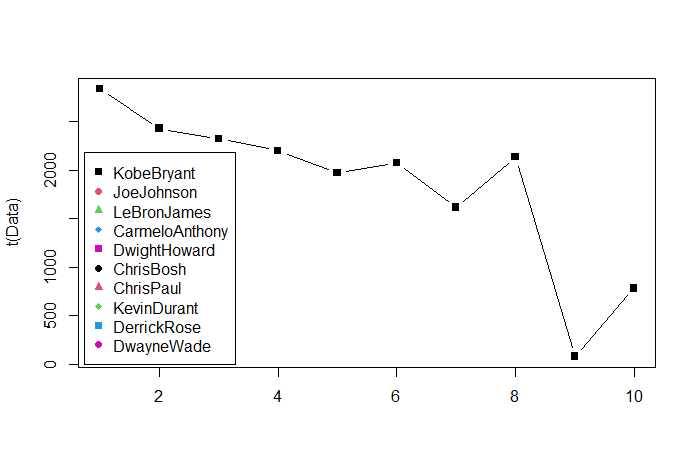 t(Data)
2000
1000
500
0
KobeBryant
JoeJohnson
LeBronJames
CarmeloAnthony
DwightHoward
ChrisBosh
ChrisPaul
KevinDurant
DerrickRose
DwayneWade
2 4 6 8 10